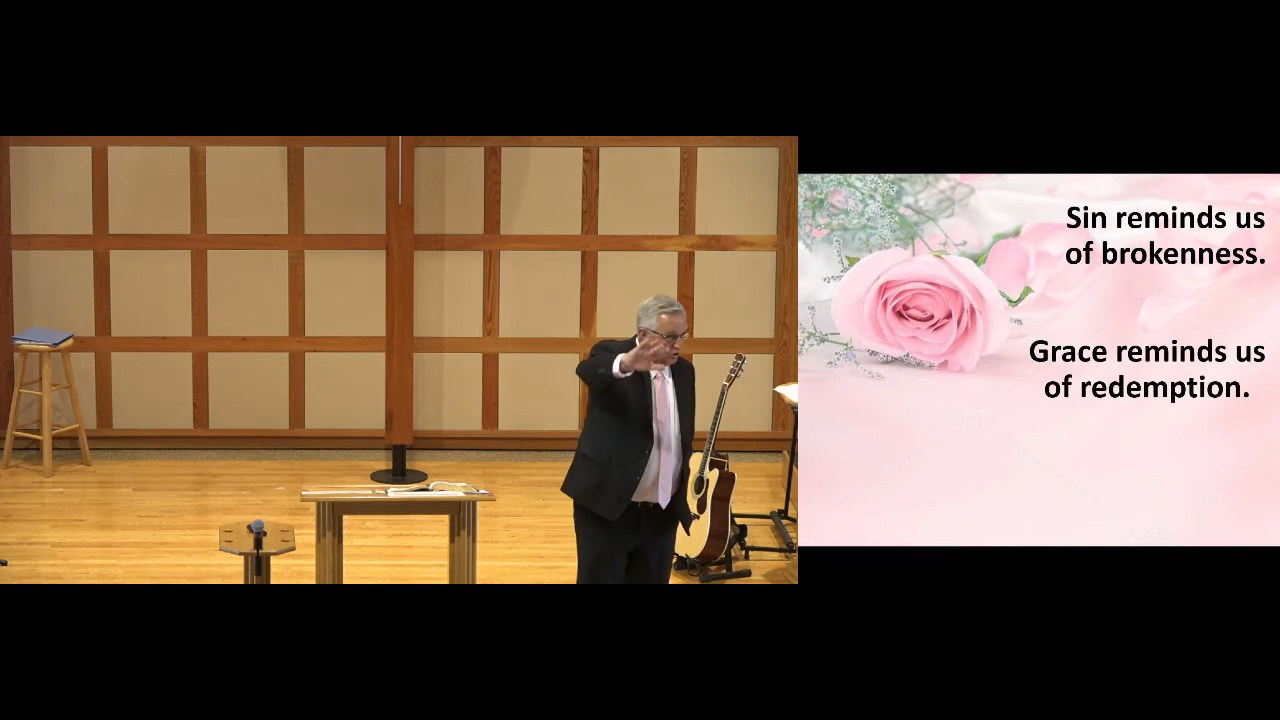 Sin reminds us
of brokenness.
Grace reminds us
of redemption.